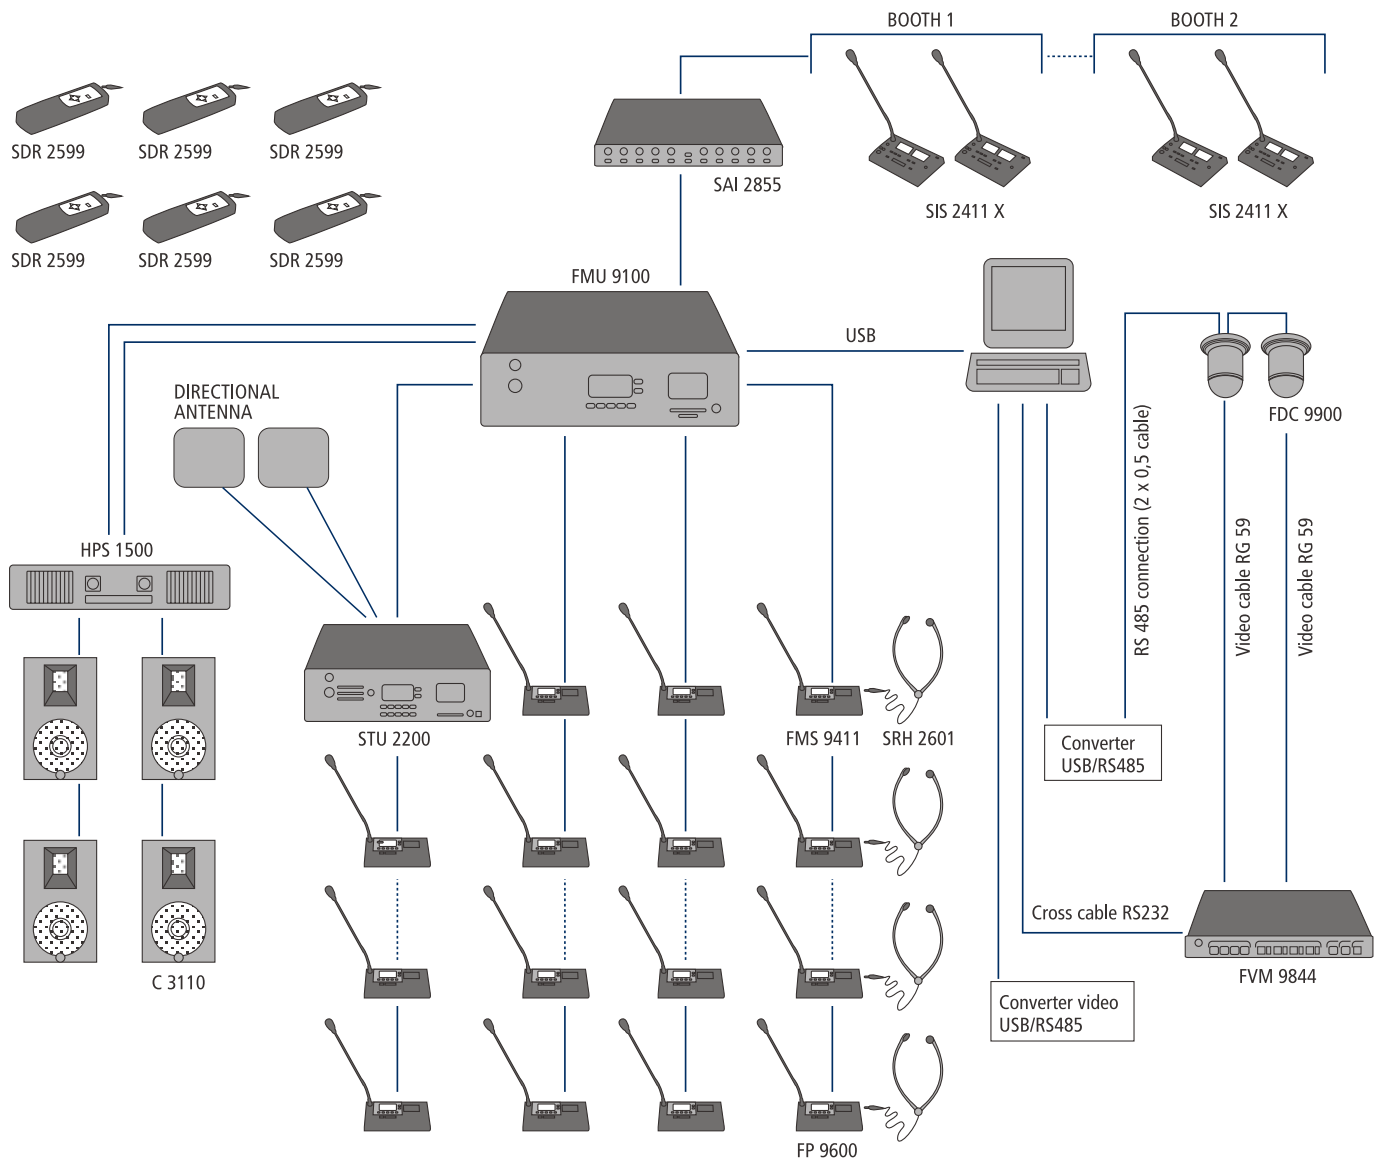 BOOTH 1
BOOTH 2
SDR 2599
SDR 2599
SDR 2599
SAI 2855
SIS 2411 X
SIS 2411 X
SDR 2599
SDR 2599
SDR 2599
FMU 9100
USB
DIRECTIONAL
ANTENNA
FDC 9900
RS 485 connection (2 x 0,5 cable)
Video cable RG 59
Video cable RG 59
HPS 1500
STU 2200
FMS 9411
SRH 2601
Converter
USB/RS485
Cross cable RS232
C 3110
FVM 9844
Converter video
USB/RS485
FP 9600